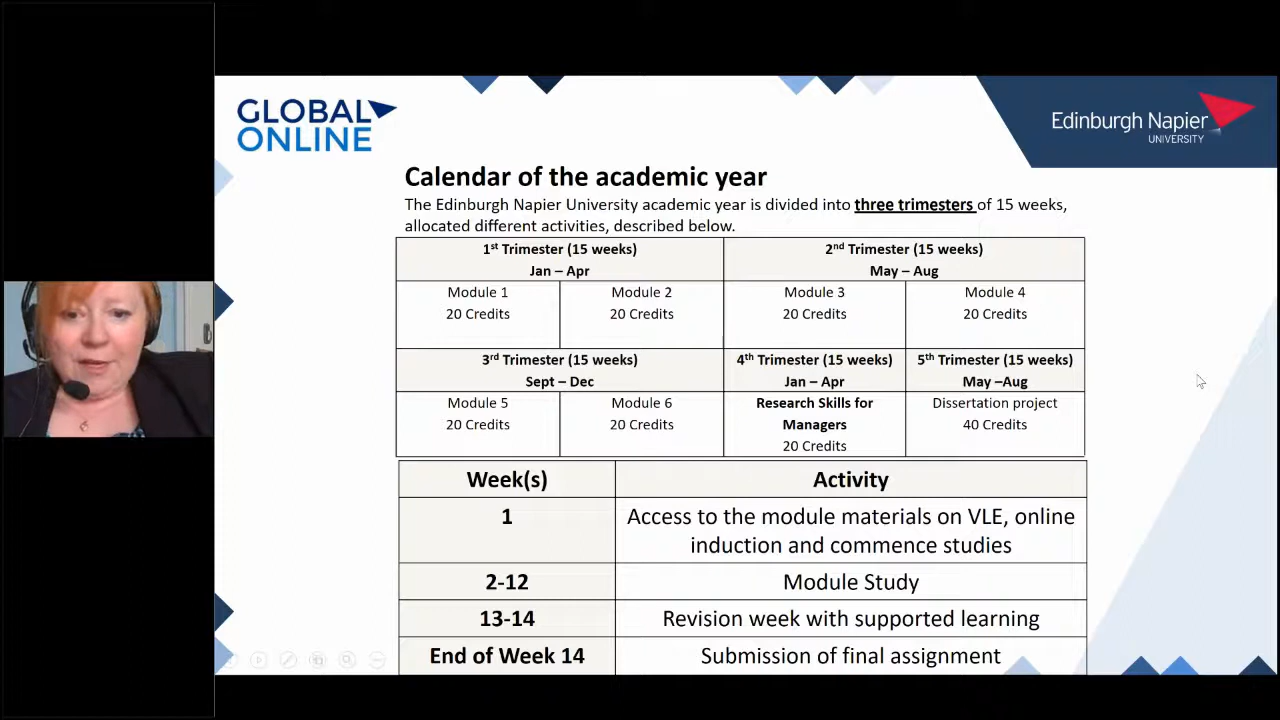 GLOBAL
ONLINE
Edinburgh Napier
UNIVERSITY
Calendar of the academic year
The Edinburgh Napier University academic year is divided into three trimesters of 15 weeks,
allocated different activities, described below.
1st Trimester (15 weeks)
Jan – Apr
2nd Trimester (15 weeks)
May – Aug
Module 1
20 Credits
Module 2
20 Credits
Module 3
20 Credits
Module 4
20 Credits
3rd Trimester (15 weeks)
Sept – Dec
4th Trimester (15 weeks)
Jan – Apr
5th Trimester (15 weeks)
May –Aug
Module 5
20 Credits
Module 6
20 Credits
Research Skills for
Managers
20 Credits
Dissertation project
40 Credits
Week(s)
Activity
1
Access to the module materials on VLE, online
induction and commence studies
2-12
Module Study
13-14
Revision week with supported learning
End of Week 14
Submission of final assignment